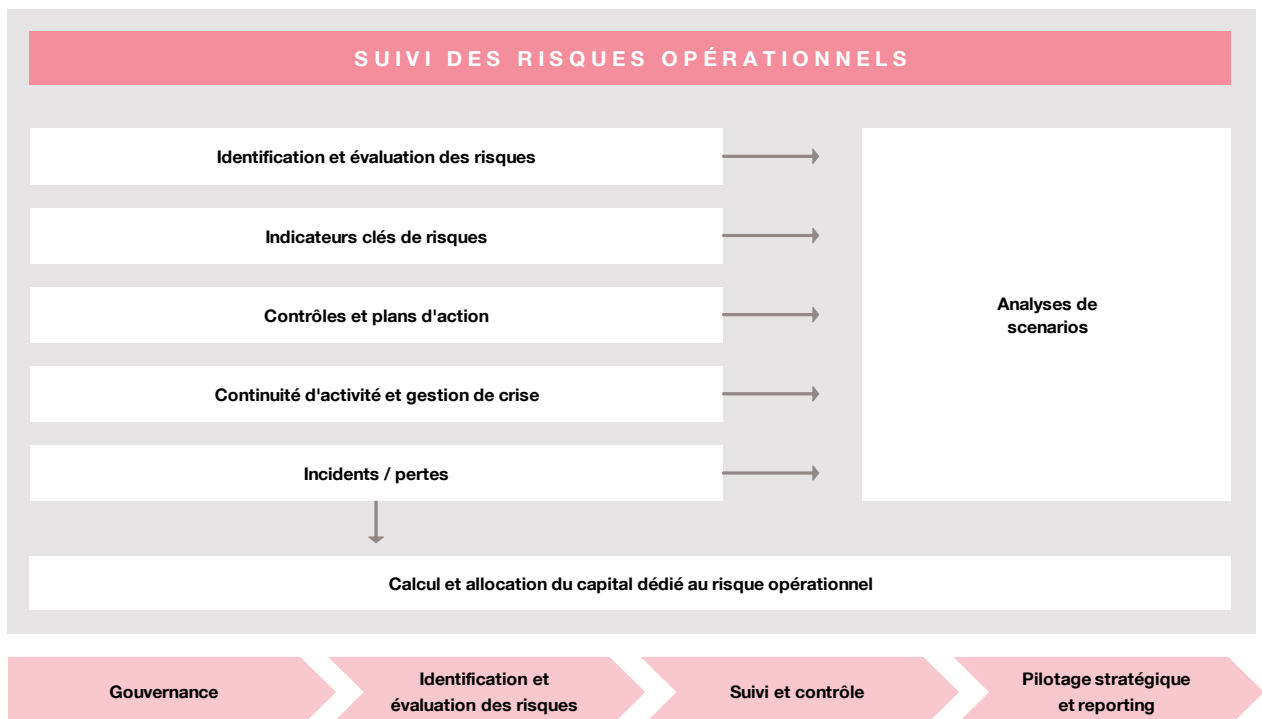 SUIVI DES RISQUES OPÉRATIONNELS
Identification et évaluation des risques
Indicateurs clés de risques
Contrôles et plans d'action
Continuité d'activité et gestion de crise
Incidents / pertes
Analyses de
scenarios
Calcul et allocation du capital dédié au risque opérationnel
Gouvernance
Identification et
évaluation des risques
Suivi et contrôle
Pilotage stratégique
et reporting